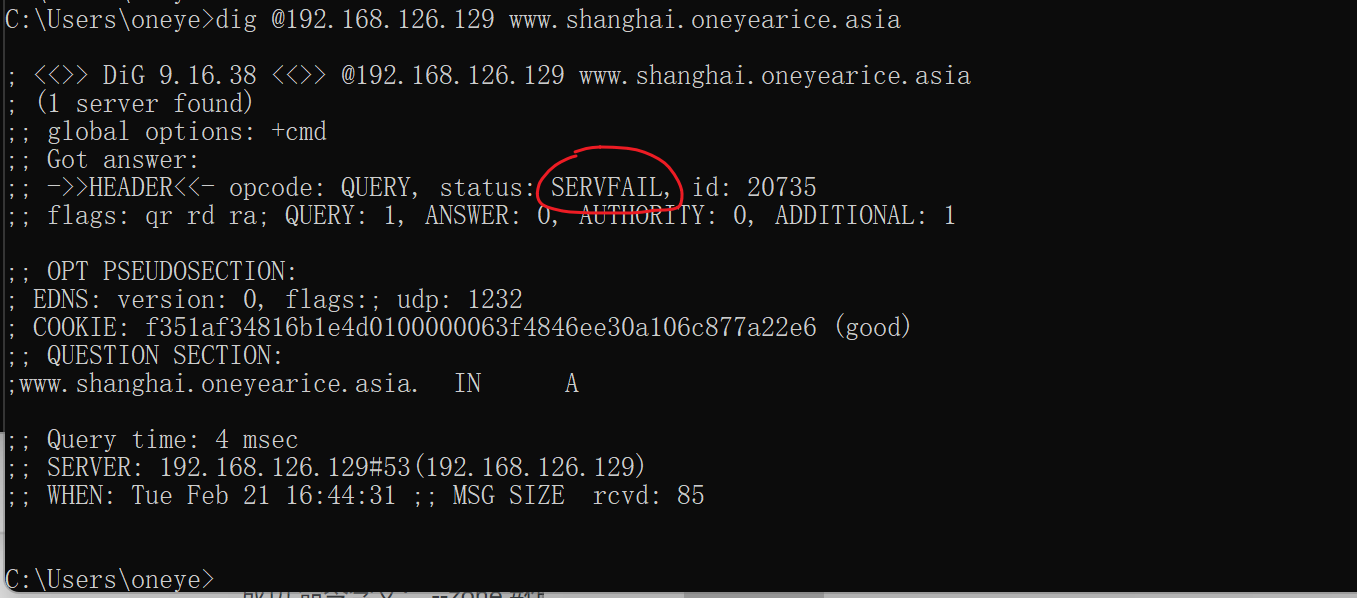 C:\Users\oneye>dig @192.168.126.129 www.shanghai.oneyearice.asia
; <<>> DiG 9.16.38 <<>> @192.168.126.129 www.shanghai.oneyearice.asia
; (1 server found)
;; global options: +cmd
;; Got answer:
;; ->>HEADER<<- opcode: QUERY, status: SERVFAIL, id: 20735
;; flags: qr rd ra; QUERY: 1, ANSWER: 0, AUTHORITY: 0, ADDITIONAL: 1
;; OPT PSEUDOSECTION:
; EDNS: version: 0, flags:; udp: 1232
; COOKIE: f351af34816b1e4d0100000063f4846ee30a106c877a22e6 (good)
;; QUESTION SECTION:
;www.shanghai.oneyearice.asia. IN A
;; Query time: 4 msec
;; SERVER: 192.168.126.129#53(192.168.126.129)
;; WHEN: Tue Feb 21 16:44:31 ;; MSG SIZE rcvd: 85
C:\Users\oneye>